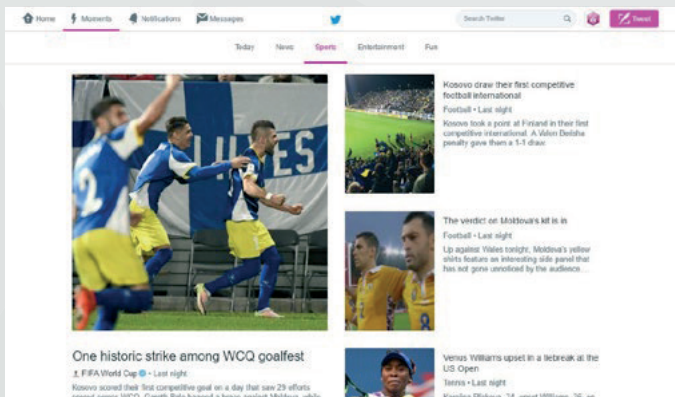 Home Moments Notifications Messages Search Twitter Tweet
Today News Sports Entertainment Fun
2
LIVES
One historic strike among WCQ goalfest
FIFA World Cup • Last night
Kosovo scored their first competitive goal on a day that saw 29 efforts
Kosovo draw their first competitive
football international
Football • Last night
Kosovo took a point at Finland in their first
competitive international. A Valon Berisha
penalty gave them a 1-1 draw.
The verdict on Moldova's kit is in
Football • Last night
Up against Wales tonight, Moldova's yellow
shirts feature an interesting side panel that
has not gone unnoticed by the audience...
8
Venus Williams upset in a tiebreak at the
US Open
Tennis • Last night